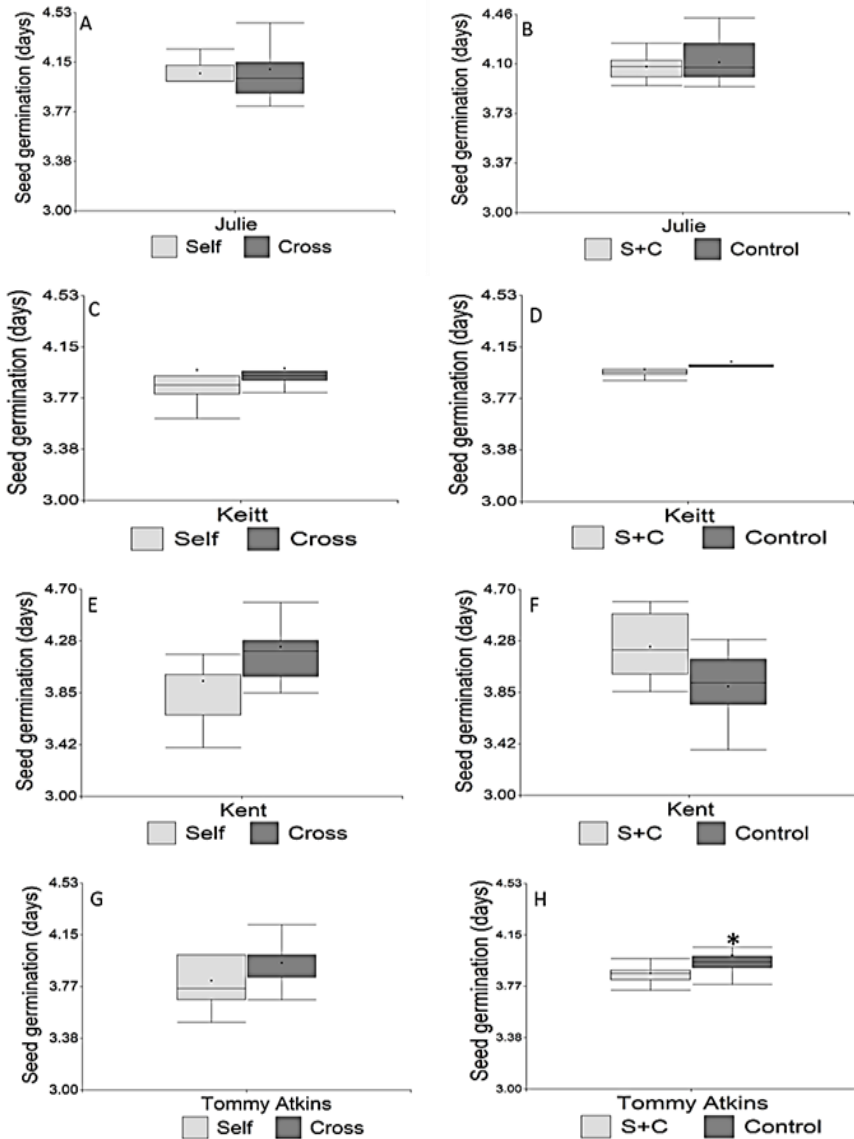 A
Seed germination (days)
4.53
4.15
3.77
3.38
3.00
Julie
Self Cross
B
Seed germination (days)
4.46
4.10
3.73
3.37
3.00
Julie
S+C Control
C
Seed germination (days)
4.53
4.15
3.77
3.38
3.00
Keitt
Self Cross
D
Seed germination (days)
4.53
4.15
3.77
3.38
3.00
Keitt
S+C Control
E
Seed germination (days)
4.70
4.28
3.85
3.42
3.00
Kent
Self Cross
F
Seed germination (days)
4.70
4.28
3.85
3.42
3.00
Kent
S+C Control
G
Seed germination (days)
4.53
4.15
3.77
3.38
3.00
Tommy Atkins
Self Cross
H
Seed germination (days)
4.53
4.15
3.77
3.38
3.00
*
Tommy Atkins
S+C Control